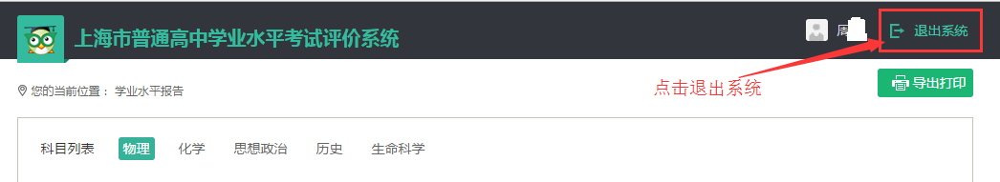 上海市普通高中学业水平考试评价系统
周
退出系统
您的当前位置： 学业水平报告
点击退出系统
导出打印
科目列表 物理 化学 思想政治 历史 生命科学